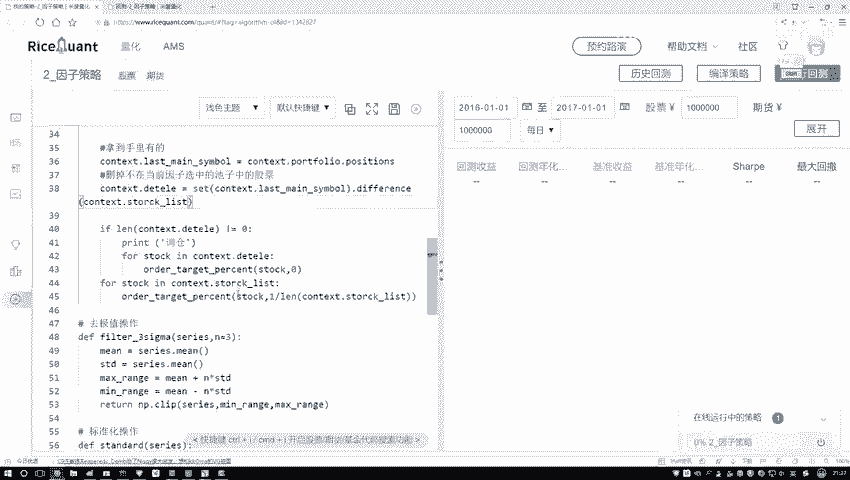 RiceQuant 量化 AMS 预约路演 帮助文档 社区
2_因子策略 股票 期货 历史回测 编译策略
浅色主题 默认快捷键
2016-01-01 至 2017-01-01 股票 ¥ 1000000 期货 ¥
1000000 每日 展开
回测收益 回测年化... 基准收益 基准年化... Sharpe 最大回撤
-- -- -- -- -- --
34
35 #拿到手里有的
36 context.last_main_symbol = context.portfolio.positions
37 #删掉不在当前因子选中的池子中的股票
38 context.detele = set(context.last_main_symbol).difference
(context.storck_list)
39
40 if len(context.detele) != 0:
41 print ('调仓')
42 for stock in context.detele:
43 order_target_percent(stock,0)
44 for stock in context.storck_list:
45 order_target_percent(stock,1/len(context.storck_list))
46
47 # 去极值操作
48 def filter_3sigma(series,n=3):
49 mean = series.mean()
50 std = series.mean()
51 max_range = mean + n*std
52 min_range = mean - n*std
53 return np.clip(series,min_range,max_range)
54
55 # 标准化操作
56 def standard(series):
在线运行中的策略 1
0% 2_因子策略
21:27